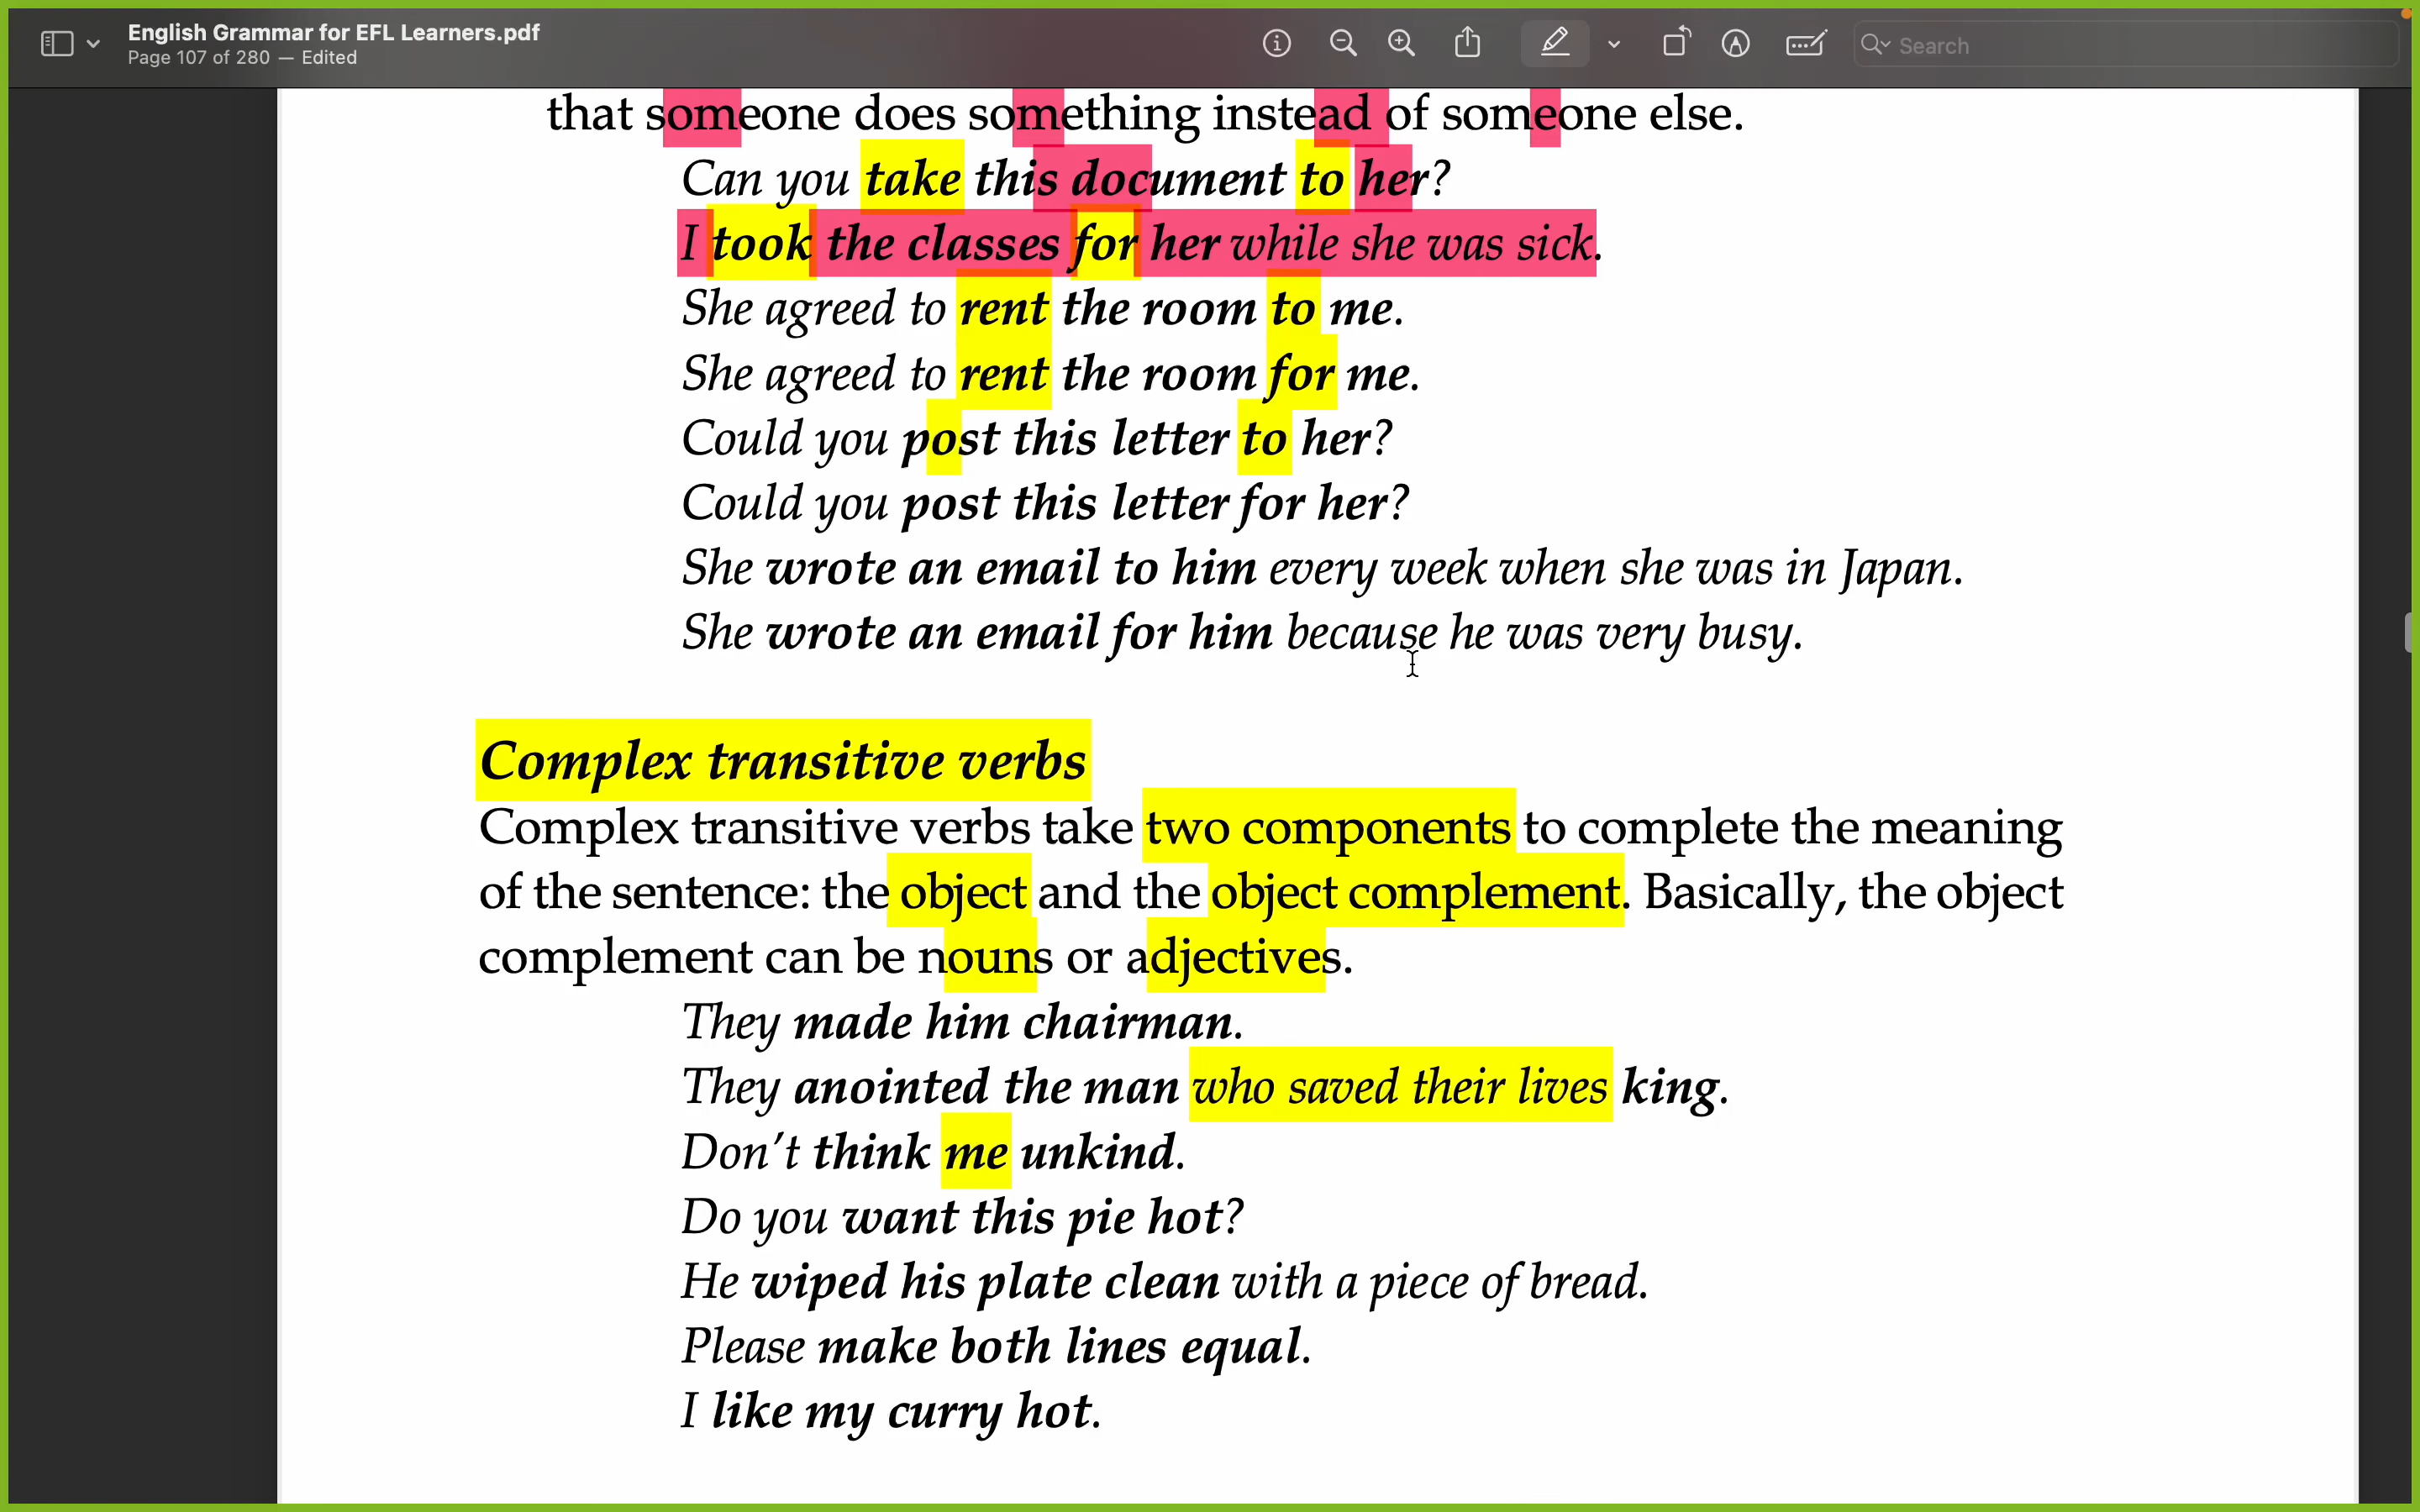 English Grammar for EFL Learners.pdf
Page 107 of 280 — Edited
Search
that someone does something instead of someone else.
Can you take this document to her?
I took the classes for her while she was sick.
She agreed to rent the room to me.
She agreed to rent the room for me.
Could you post this letter to her?
Could you post this letter for her?
She wrote an email to him every week when she was in Japan.
She wrote an email for him because he was very busy.
Complex transitive verbs
Complex transitive verbs take two components to complete the meaning
of the sentence: the object and the object complement. Basically, the object
complement can be nouns or adjectives.
They made him chairman.
They anointed the man who saved their lives king.
Don’t think me unkind.
Do you want this pie hot?
He wiped his plate clean with a piece of bread.
Please make both lines equal.
I like my curry hot.